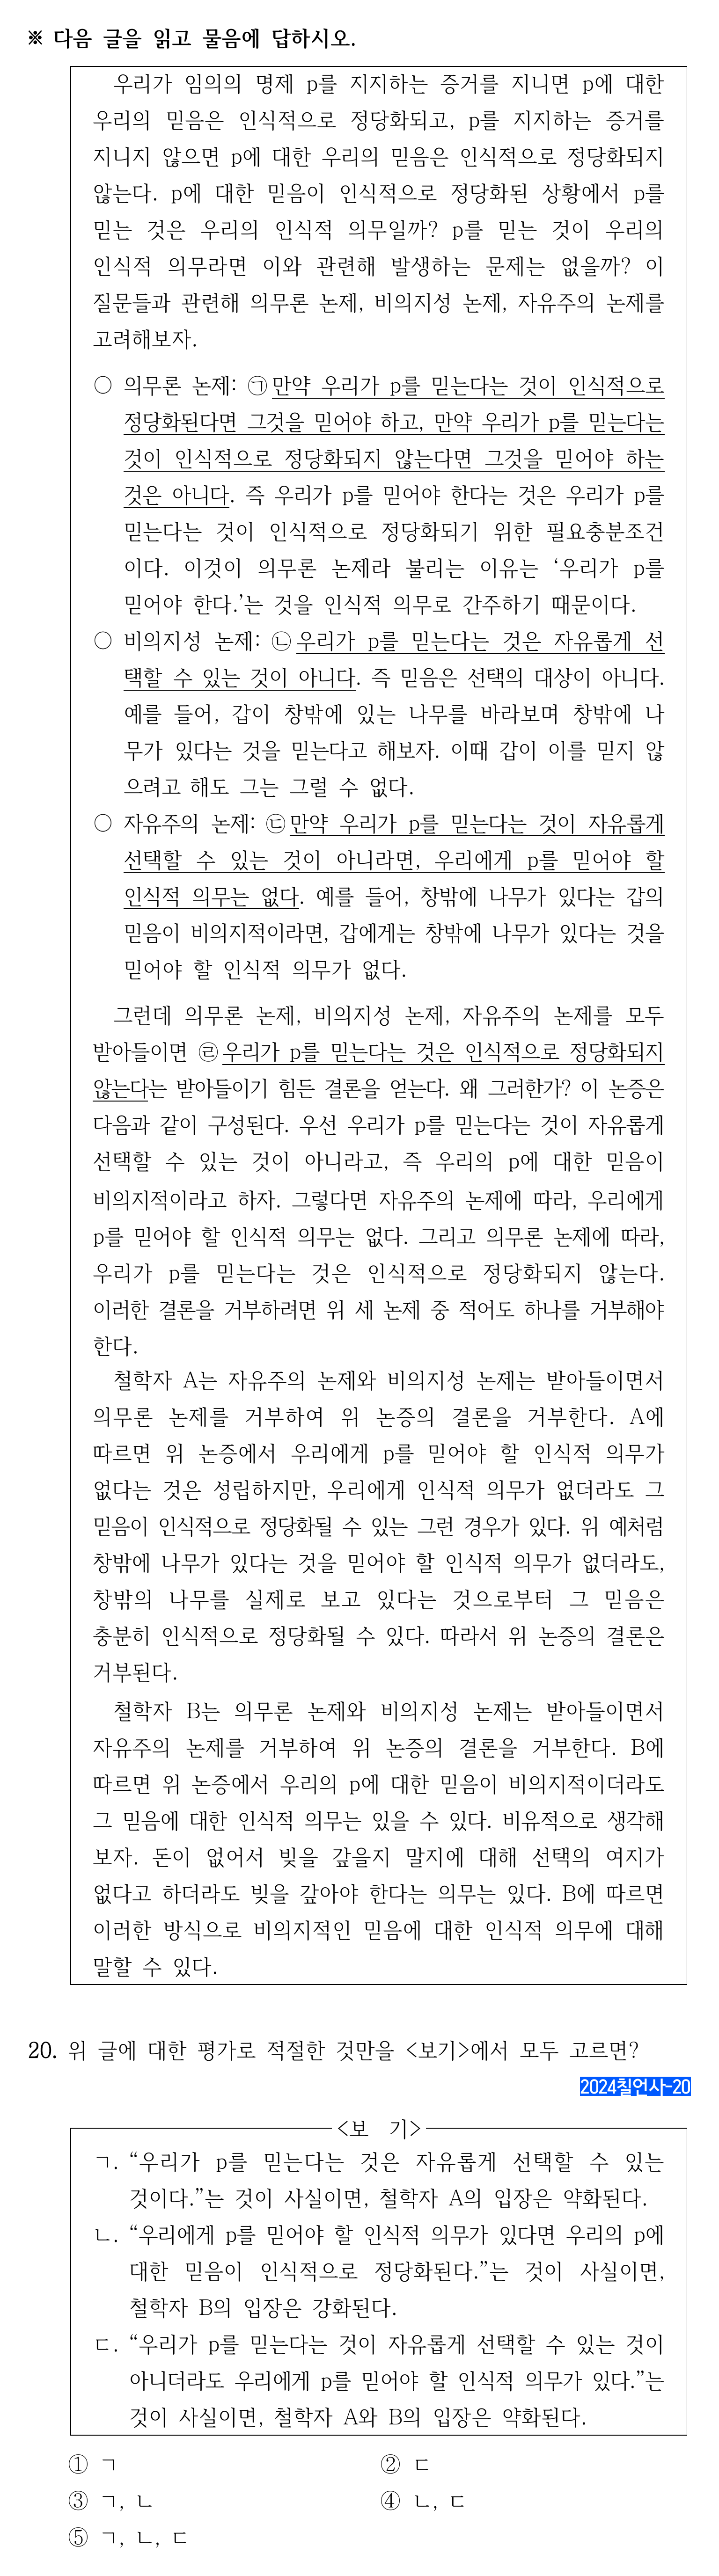 ※ 다음 글을 읽고 물음에 답하시오.
우리가 임의의 명제 p를 지지하는 증거를 지니면 p에 대한
우리의 믿음은 인식적으로 정당화되고, p를 지지하는 증거를
지니지 않으면 p에 대한 우리의 믿음은 인식적으로 정당화되지
않는다. p에 대한 믿음이 인식적으로 정당화된 상황에서 p를
믿는 것은 우리의 인식적 의무일까? p를 믿는 것이 우리의
인식적 의무라면 이와 관련해 발생하는 문제는 없을까? 이
질문들과 관련해 의무론 논제, 비의지성 논제, 자유주의 논제를
고려해보자.
○ 의무론 논제: ㉠만약 우리가 p를 믿는다는 것이 인식적으로
정당화된다면 그것을 믿어야 하고, 만약 우리가 p를 믿는다는
것이 인식적으로 정당화되지 않는다면 그것을 믿어야 하는
것은 아니다. 즉 우리가 p를 믿어야 한다는 것은 우리가 p를
믿는다는 것이 인식적으로 정당화되기 위한 필요충분조건
이다. 이것이 의무론 논제라 불리는 이유는 ‘우리가 p를
믿어야 한다.’는 것을 인식적 의무로 간주하기 때문이다.
○ 비의지성 논제: ㉡우리가 p를 믿는다는 것은 자유롭게 선
택할 수 있는 것이 아니다. 즉 믿음은 선택의 대상이 아니다.
예를 들어, 갑이 창밖에 있는 나무를 바라보며 창밖에 나
무가 있다는 것을 믿는다고 해보자. 이때 갑이 이를 믿지 않
으려고 해도 그는 그럴 수 없다.
○ 자유주의 논제: ㉢만약 우리가 p를 믿는다는 것이 자유롭게
선택할 수 있는 것이 아니라면, 우리에게 p를 믿어야 할
인식적 의무는 없다. 예를 들어, 창밖에 나무가 있다는 갑의
믿음이 비의지적이라면, 갑에게는 창밖에 나무가 있다는 것을
믿어야 할 인식적 의무가 없다.
그런데 의무론 논제, 비의지성 논제, 자유주의 논제를 모두
받아들이면 ㉣우리가 p를 믿는다는 것은 인식적으로 정당화되지
않는다는 받아들이기 힘든 결론을 얻는다. 왜 그러한가? 이 논증은
다음과 같이 구성된다. 우선 우리가 p를 믿는다는 것이 자유롭게
선택할 수 있는 것이 아니라고, 즉 우리의 p에 대한 믿음이
비의지적이라고 하자. 그렇다면 자유주의 논제에 따라, 우리에게
p를 믿어야 할 인식적 의무는 없다. 그리고 의무론 논제에 따라,
우리가 p를 믿는다는 것은 인식적으로 정당화되지 않는다.
이러한 결론을 거부하려면 위 세 논제 중 적어도 하나를 거부해야
한다.
철학자 A는 자유주의 논제와 비의지성 논제는 받아들이면서
의무론 논제를 거부하여 위 논증의 결론을 거부한다. A에
따르면 위 논증에서 우리에게 p를 믿어야 할 인식적 의무가
없다는 것은 성립하지만, 우리에게 인식적 의무가 없더라도 그
믿음이 인식적으로 정당화될 수 있는 그런 경우가 있다. 위 예처럼
창밖에 나무가 있다는 것을 믿어야 할 인식적 의무가 없더라도,
창밖의 나무를 실제로 보고 있다는 것으로부터 그 믿음은
충분히 인식적으로 정당화될 수 있다. 따라서 위 논증의 결론은
거부된다.
철학자 B는 의무론 논제와 비의지성 논제는 받아들이면서
자유주의 논제를 거부하여 위 논증의 결론을 거부한다. B에
따르면 위 논증에서 우리의 p에 대한 믿음이 비의지적이더라도
그 믿음에 대한 인식적 의무는 있을 수 있다. 비유적으로 생각해
보자. 돈이 없어서 빚을 갚을지 말지에 대해 선택의 여지가
없다고 하더라도 빚을 갚아야 한다는 의무는 있다. B에 따르면
이러한 방식으로 비의지적인 믿음에 대한 인식적 의무에 대해
말할 수 있다.
20. 위 글에 대한 평가로 적절한 것만을 <보기>에서 모두 고르면?
2024칠언사-20
<보 기>
ㄱ. “우리가 p를 믿는다는 것은 자유롭게 선택할 수 있는
것이다.”는 것이 사실이면, 철학자 A의 입장은 약화된다.
ㄴ. “우리에게 p를 믿어야 할 인식적 의무가 있다면 우리의 p에
대한 믿음이 인식적으로 정당화된다.”는 것이 사실이면,
철학자 B의 입장은 강화된다.
ㄷ. “우리가 p를 믿는다는 것이 자유롭게 선택할 수 있는 것이
아니더라도 우리에게 p를 믿어야 할 인식적 의무가 있다.”는
것이 사실이면, 철학자 A와 B의 입장은 약화된다.
① ㄱ
② ㄷ
③ ㄱ, ㄴ
④ ㄴ, ㄷ
⑤ ㄱ, ㄴ, ㄷ